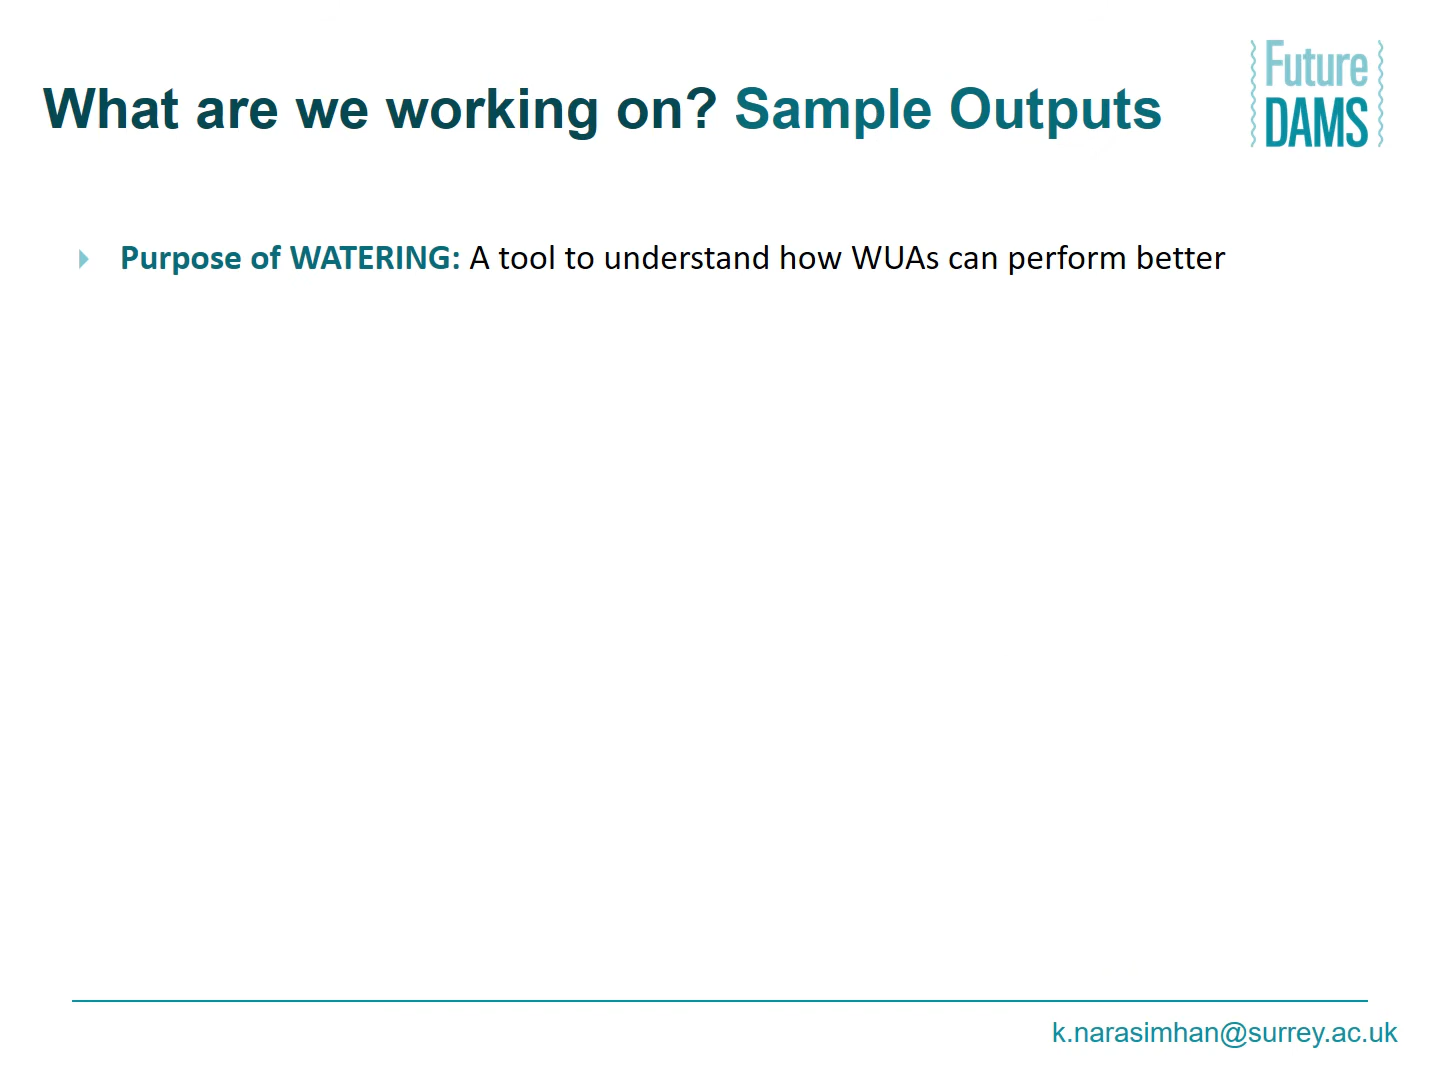 What are we working on? Sample Outputs
Future
DAMS
Purpose of WATERING: A tool to understand how WUAs can perform better
k.narasimhan@surrey.ac.uk